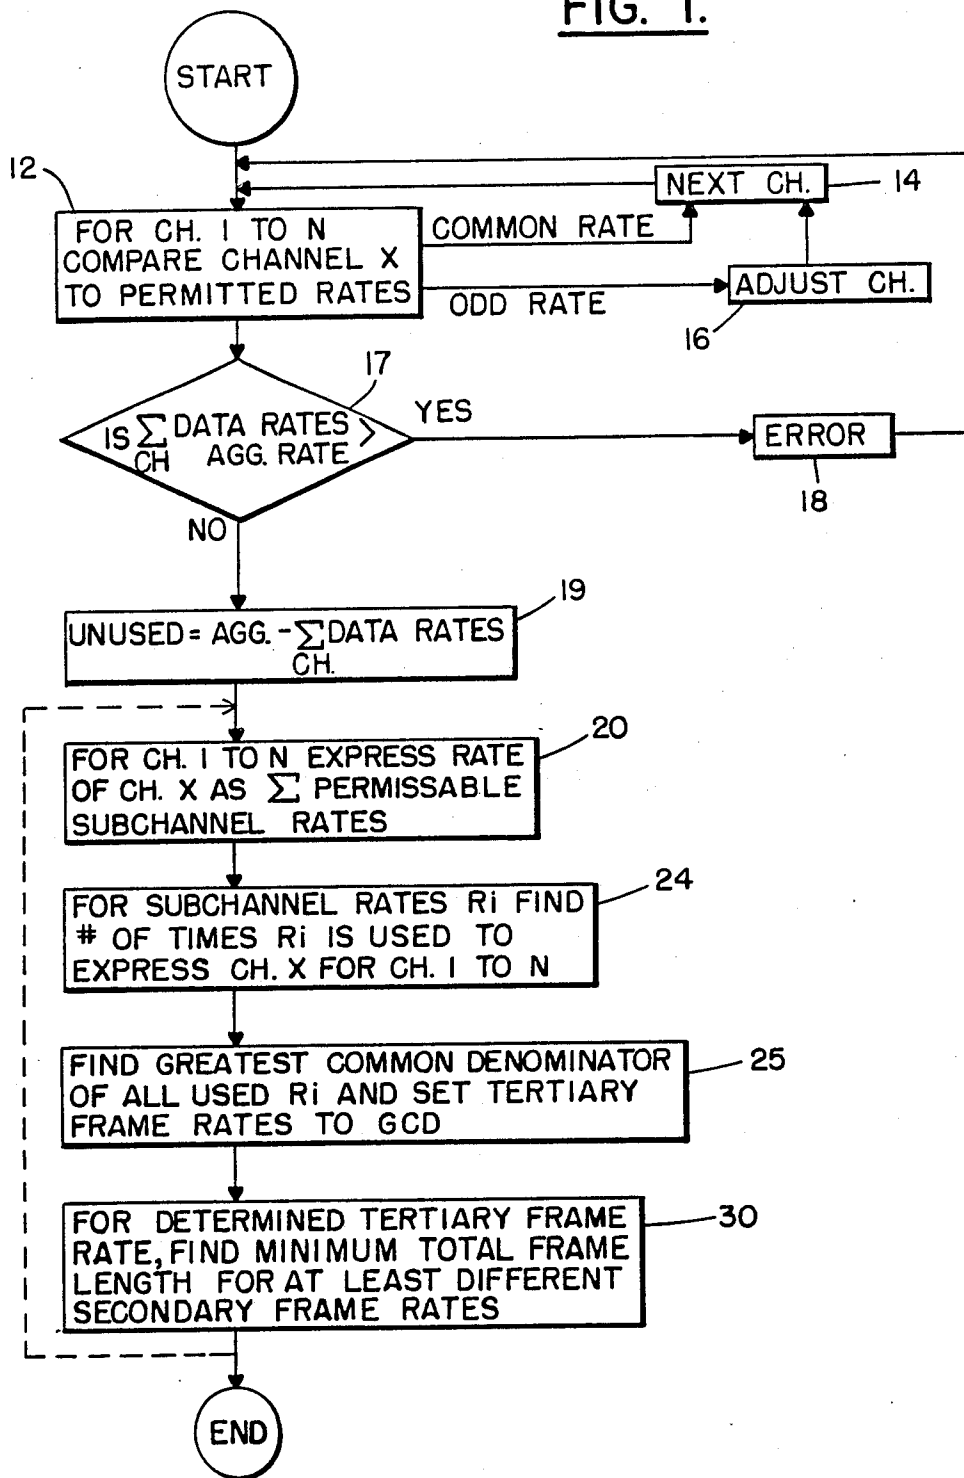 FIG. 1.
START
12
NEXT CH.
14
FOR CH. 1 TO N
COMPARE CHANNEL X
TO PERMITTED RATES
COMMON RATE
ODD RATE
ADJUST CH.
16
17
IS Σ DATA RATES >
CH AGG. RATE
YES
ERROR
18
NO
19
UNUSED = AGG. - Σ DATA RATES
CH.
20
FOR CH. 1 TO N EXPRESS RATE
OF CH. X AS Σ PERMISSABLE
SUBCHANNEL RATES
24
FOR SUBCHANNEL RATES Ri FIND
# OF TIMES Ri IS USED TO
EXPRESS CH. X FOR CH. 1 TO N
25
FIND GREATEST COMMON DENOMINATOR
OF ALL USED Ri AND SET TERTIARY
FRAME RATES TO GCD
30
FOR DETERMINED TERTIARY FRAME
RATE, FIND MINIMUM TOTAL FRAME
LENGTH FOR AT LEAST DIFFERENT
SECONDARY FRAME RATES
END